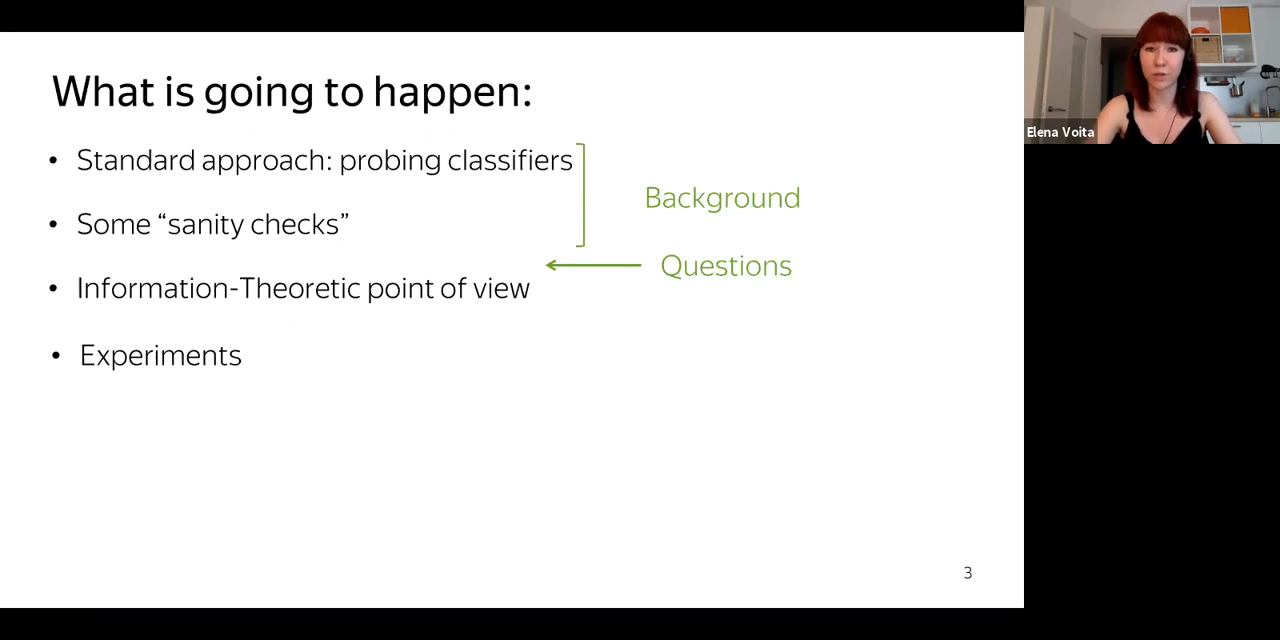 What is going to happen:
• Standard approach: probing classifiers
Background
• Some “sanity checks”
Questions
• Information-Theoretic point of view
• Experiments
3
Elena Voita